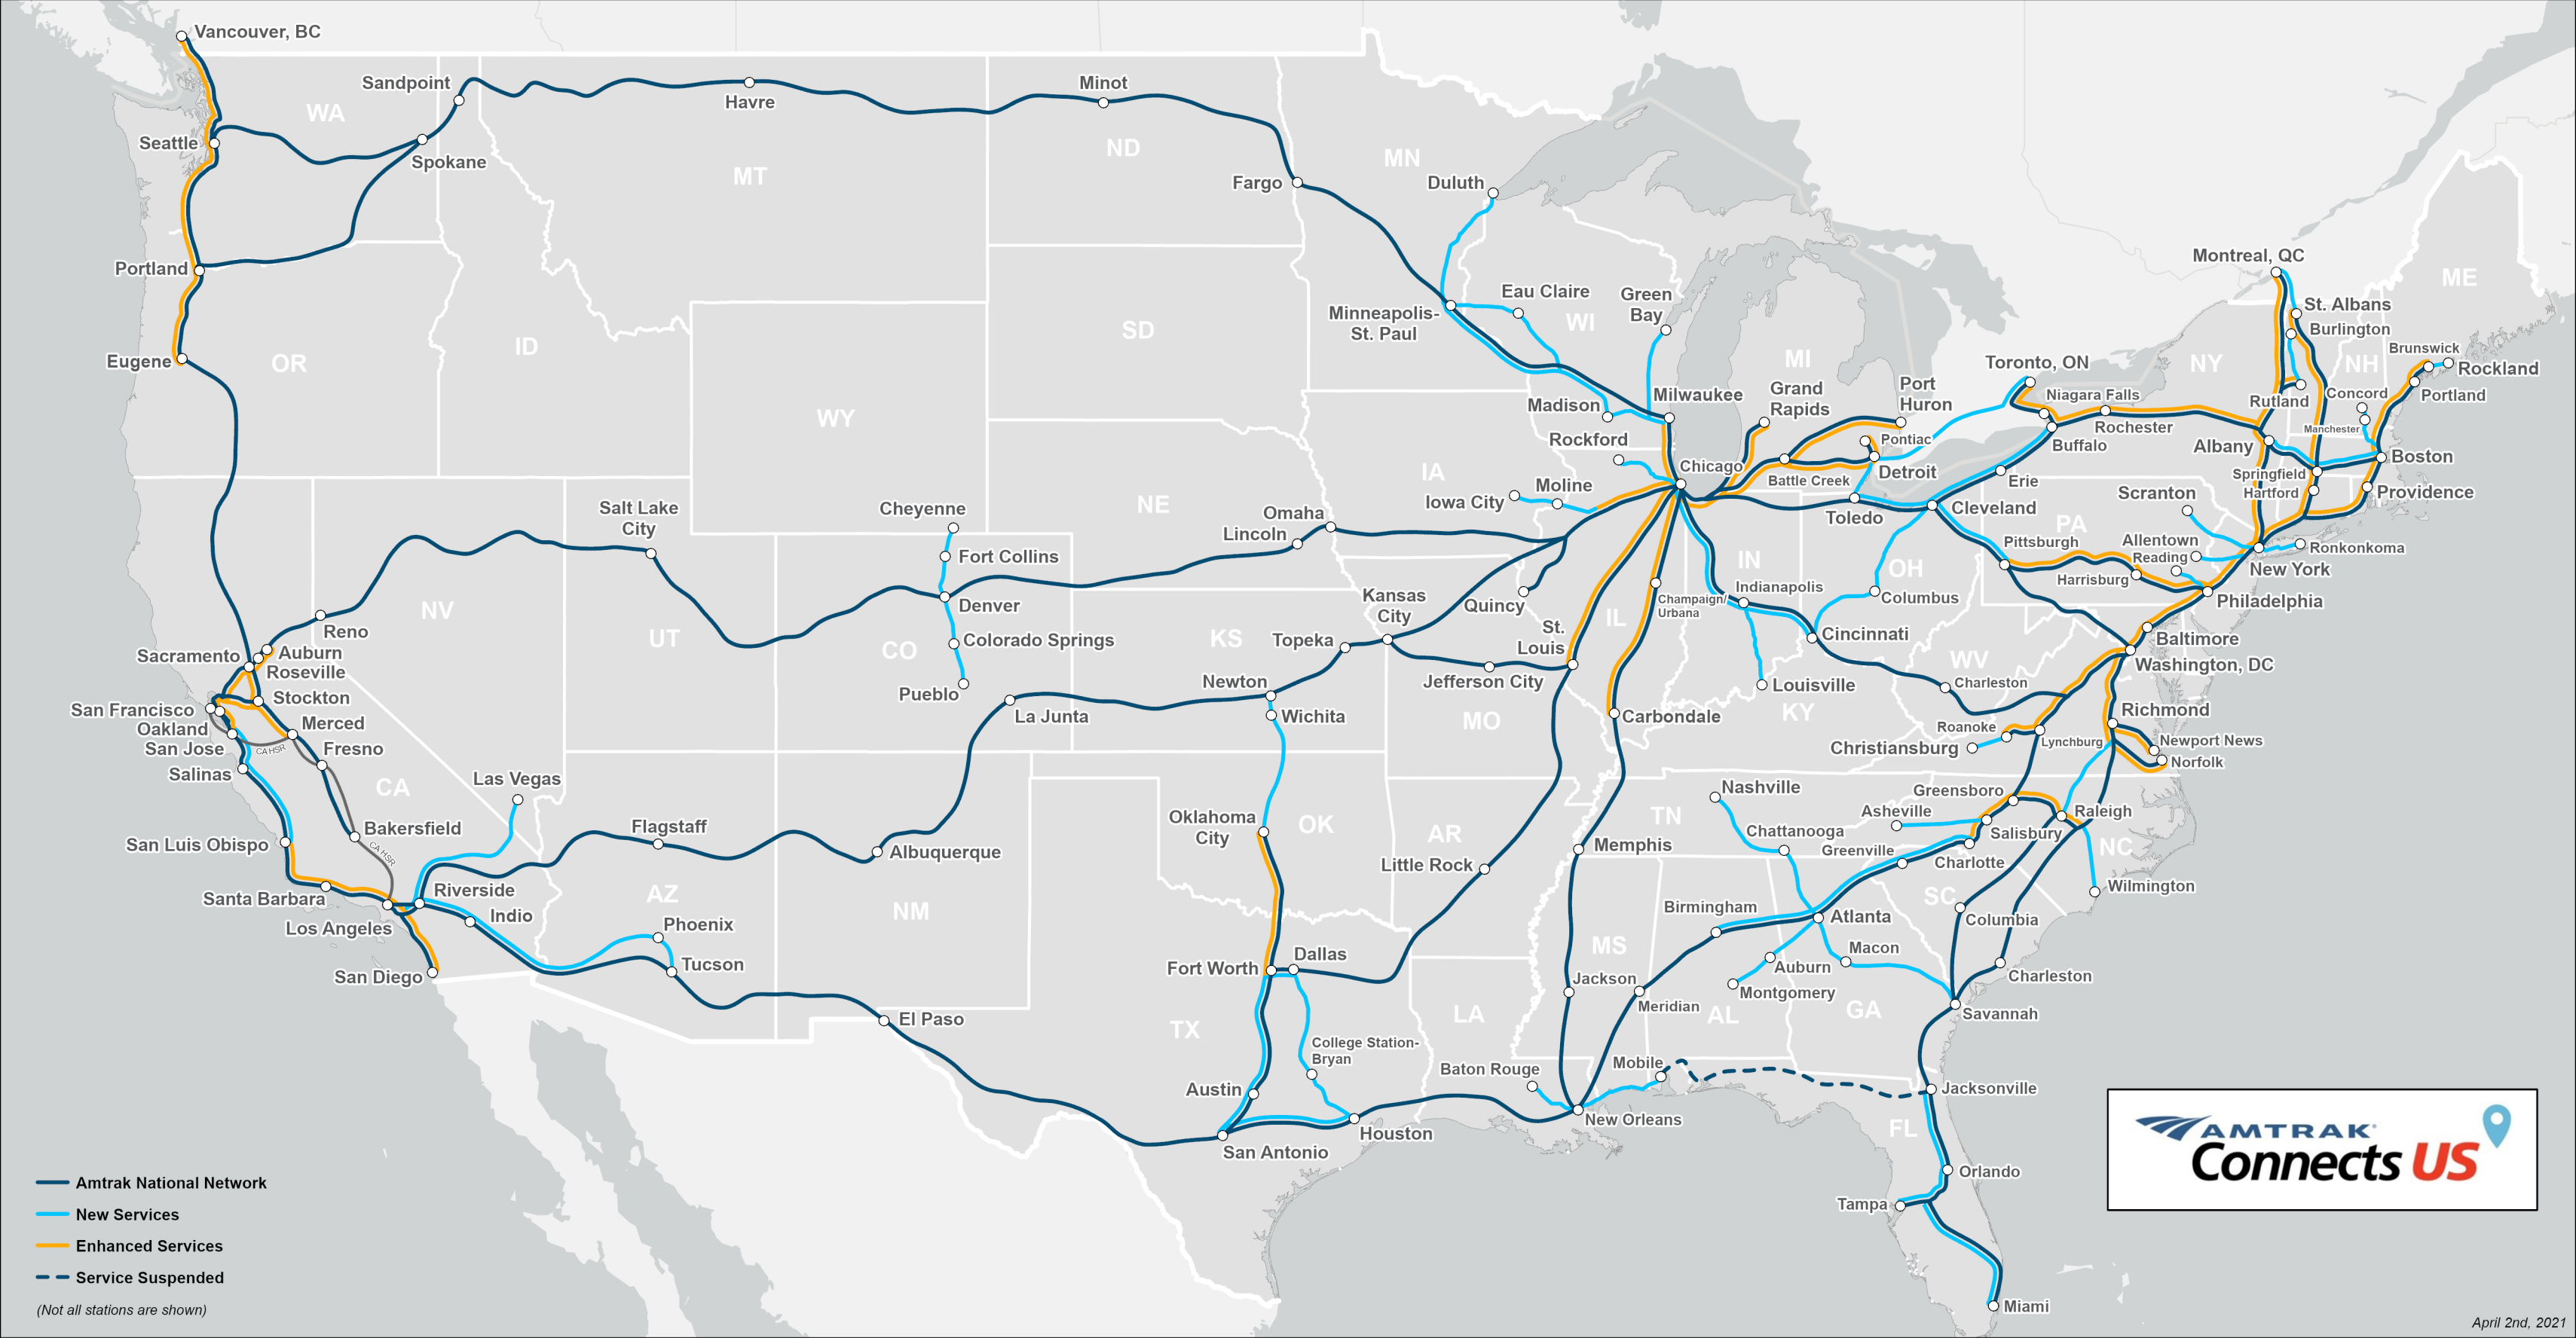 Vancouver, BC
Seattle
WA
Sandpoint
Spokane
Havre
Minot
MT
ND
Fargo
MN
Duluth
Portland
Eugene
OR
ID
WY
SD
Minneapolis-
St. Paul
Eau Claire
WI
Green
Bay
Madison
Milwaukee
Rockford
Chicago
MI
Grand
Rapids
Port
Huron
Pontiac
Detroit
Battle Creek
Toledo
Toronto, ON
Niagara Falls
Rochester
Buffalo
Erie
Cleveland
Montreal, QC
St. Albans
Burlington
NY
NH
ME
Brunswick
Rockland
Portland
Rutland
Concord
Manchester
Albany
Boston
Springfield
Hartford
Providence
Scranton
PA
Allentown
Reading
Ronkonkoma
New York
Pittsburgh
Harrisburg
Philadelphia
Baltimore
Washington, DC
IA
Iowa City
Moline
NE
Omaha
Lincoln
Cheyenne
Fort Collins
Denver
Colorado Springs
CO
Pueblo
Salt Lake
City
NV
UT
Reno
Sacramento
Auburn
Roseville
Stockton
San Francisco
Oakland
San Jose
Merced
CA HSR
Fresno
Salinas
CA
Las Vegas
Bakersfield
CA HSR
San Luis Obispo
Santa Barbara
Los Angeles
Riverside
Indio
San Diego
Flagstaff
AZ
Phoenix
Tucson
Albuquerque
NM
El Paso
La Junta
KS
Newton
Wichita
Topeka
Kansas
City
Quincy
Jefferson City
St.
Louis
IL
Champaign/
Urbana
IN
Indianapolis
OH
Columbus
Cincinnati
Louisville
KY
WV
Charleston
MO
Carbondale
Oklahoma
City
OK
AR
Little Rock
Memphis
TN
Nashville
Chattanooga
Fort Worth
Dallas
TX
College Station-
Bryan
Austin
San Antonio
Houston
LA
Baton Rouge
New Orleans
MS
Jackson
Meridian
AL
Mobile
Birmingham
Atlanta
Auburn
Montgomery
Macon
GA
Savannah
Richmond
Roanoke
Christiansburg
Lynchburg
Newport News
Norfolk
Greensboro
Raleigh
Asheville
Salisbury
Greenville
Charlotte
NC
SC
Wilmington
Columbia
Charleston
Jacksonville
FL
Orlando
Tampa
Miami
Amtrak National Network
New Services
Enhanced Services
Service Suspended
(Not all stations are shown)
AMTRAK
Connects US
April 2nd, 2021